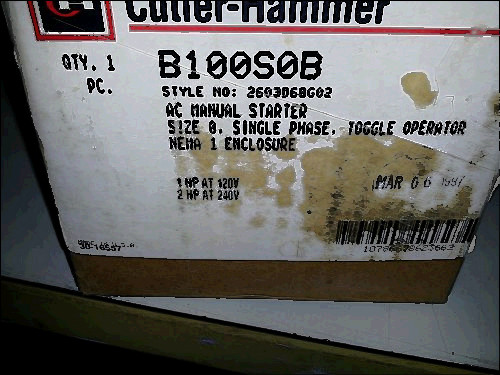 Cutler-Hammer
QTY. 1
PC.
B100S0B
STYLE NO: 2603D68G02
AC MANUAL STARTER
SIZE 0, SINGLE PHASE, TOGGLE OPERATOR
NEMA 1 ENCLOSURE
1 HP AT 120V
2 HP AT 240V
MAR 6 1997